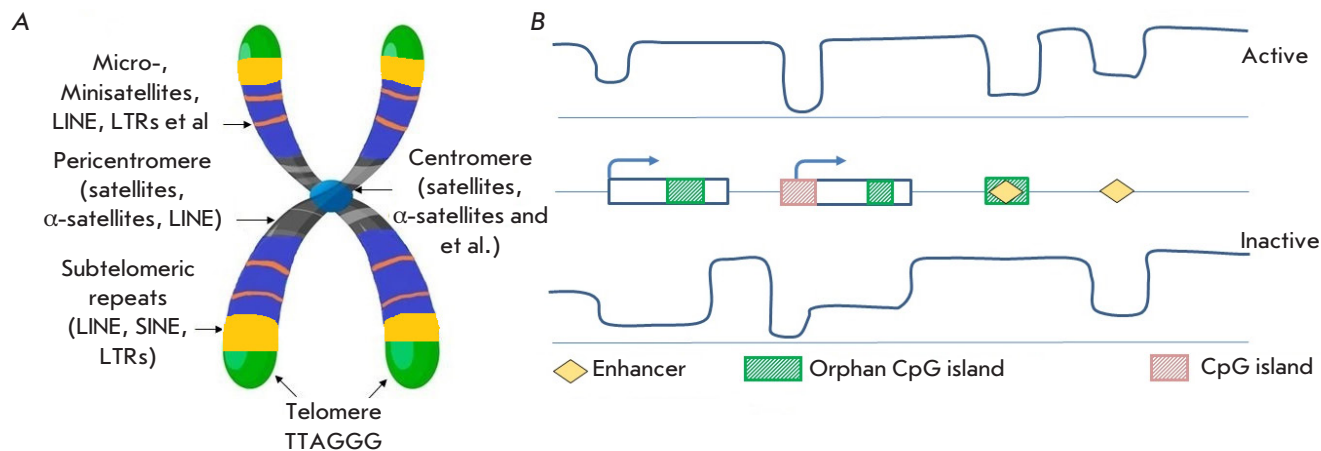 A
Micro-,
Minisatellites,
LINE, LTRs et al
Pericentromere
(satellites,
α-satellites, LINE)
Subtelomeric
repeats
(LINE, SINE,
LTRs)
Centromere
(satellites,
α-satellites and
et al.)
Telomere
TTAGGG
B
Active
Inactive
Enhancer
Orphan CpG island
CpG island